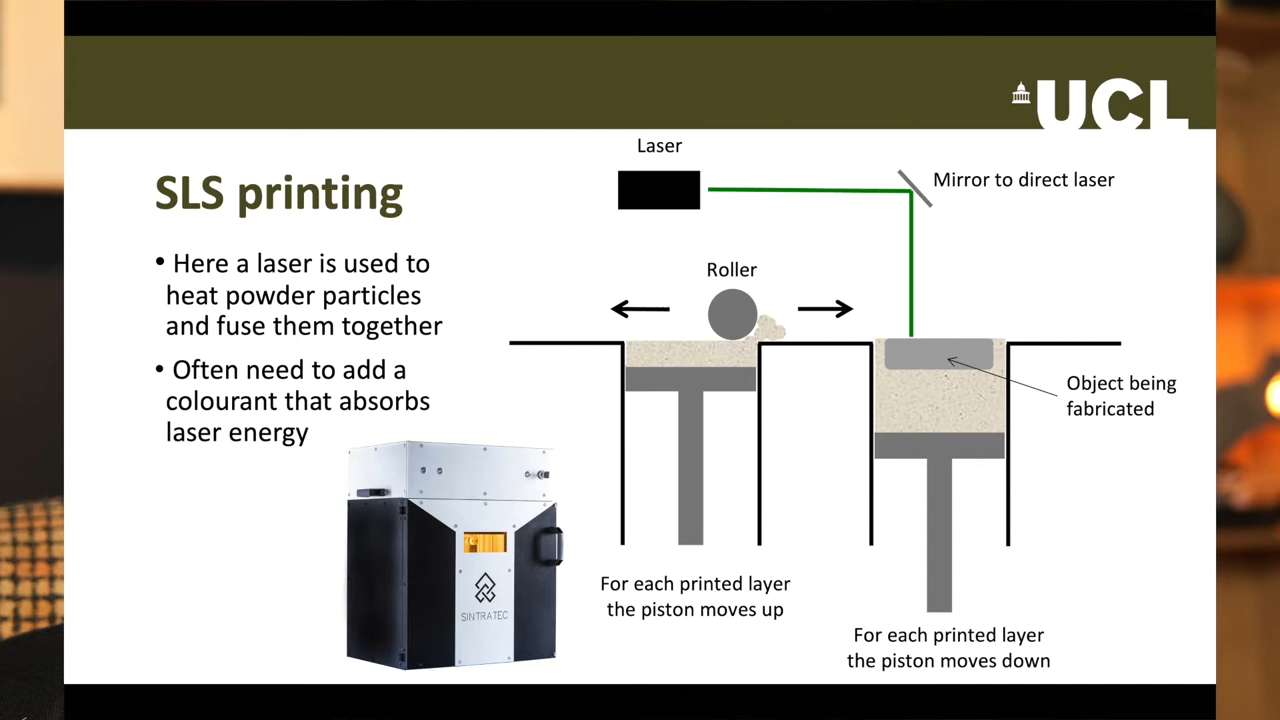 UCL
SLS printing
• Here a laser is used to
heat powder particles
and fuse them together
• Often need to add a
colourant that absorbs
laser energy
Laser
Mirror to direct laser
Roller
Object being
fabricated
SINTRATEC
For each printed layer
the piston moves up
For each printed layer
the piston moves down